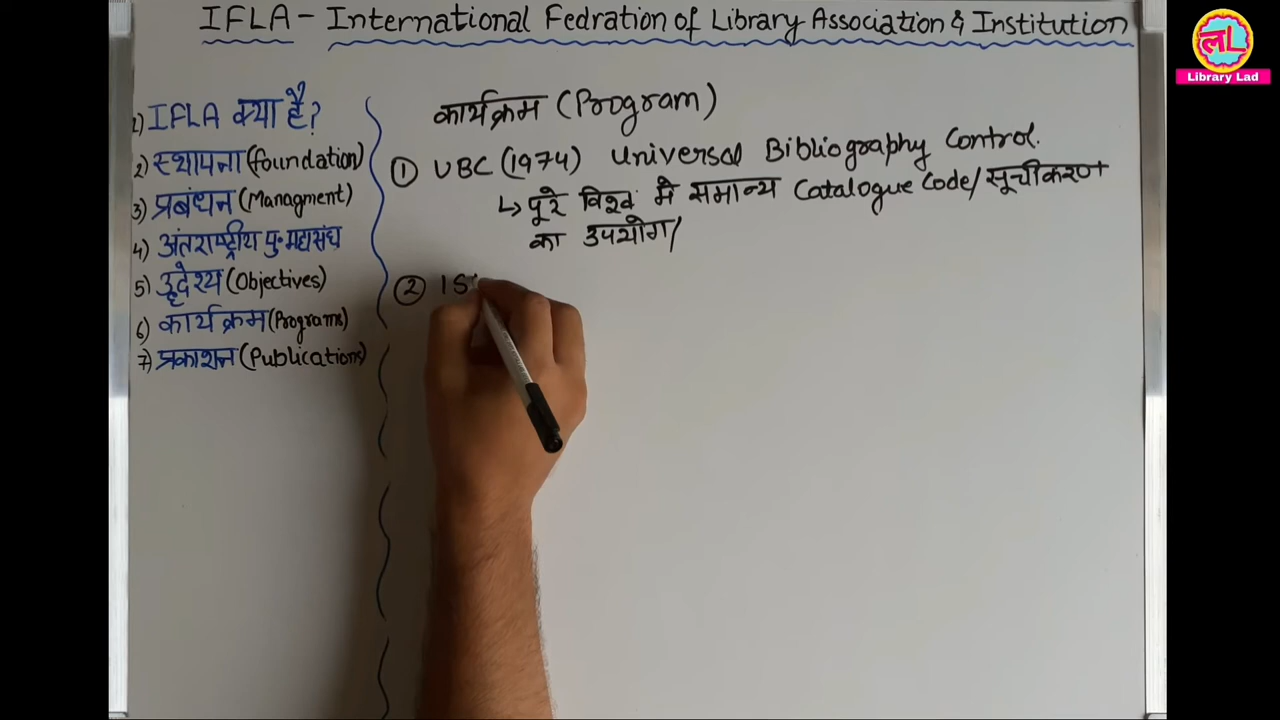 IFLA - International Fedration of Library Association & Institution
लL
Library Lad
1) IFLA क्या है?
2) स्थापना (foundation)
3) प्रबंधन (Managment)
4) अंतराष्ट्रीय पु॰ महासंघ
5) उद्देश्य (Objectives)
6) कार्यक्रम (Programs)
7) प्रकाशन (Publications)
कार्यक्रम (Program)
① UBC (1974) Universal Bibliography Control.
↳ पूरे विश्व में समान्य Catalogue Code/सूचीकरण
का उपयोग/
② IS